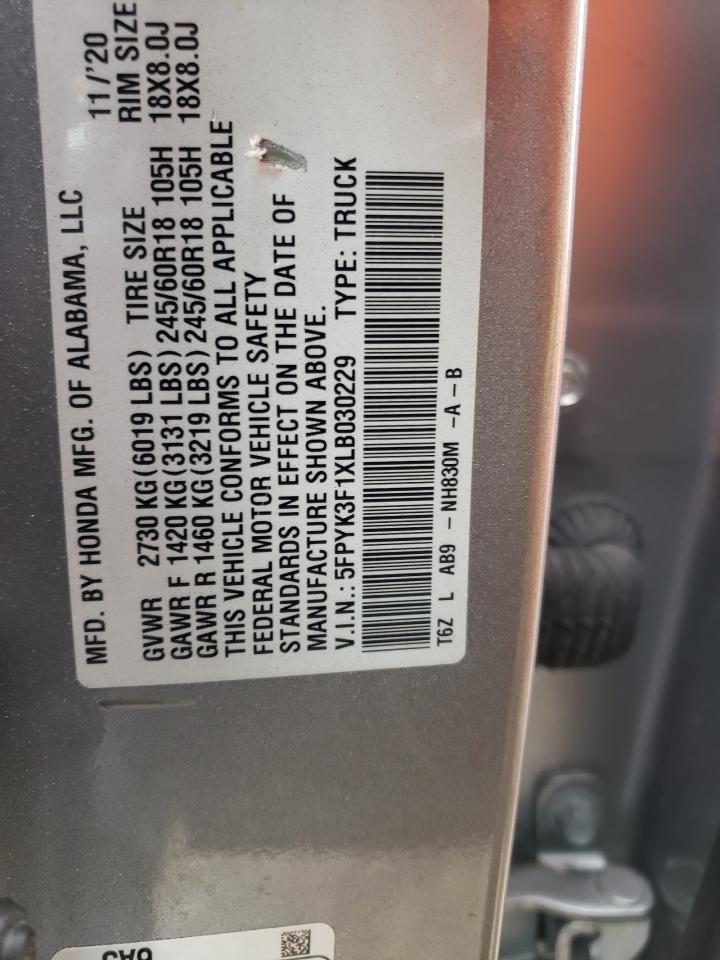 MFD. BY HONDA MFG. OF ALABAMA, LLC 11/'20
TIRE SIZE RIM SIZE
GVWR 2730 KG(6019 LBS)
GAWR F 1420 KG(3131 LBS) 245/60R18 105H 18X8.0J
GAWR R 1460 KG(3219 LBS) 245/60R18 105H 18X8.0J
THIS VEHICLE CONFORMS TO ALL APPLICABLE
FEDERAL MOTOR VEHICLE SAFETY
STANDARDS IN EFFECT ON THE DATE OF
MANUFACTURE SHOWN ABOVE.
V.I.N.: 5FPYK3F1XLB030229 TYPE: TRUCK
T6Z L AB9 - NH830M -A - B